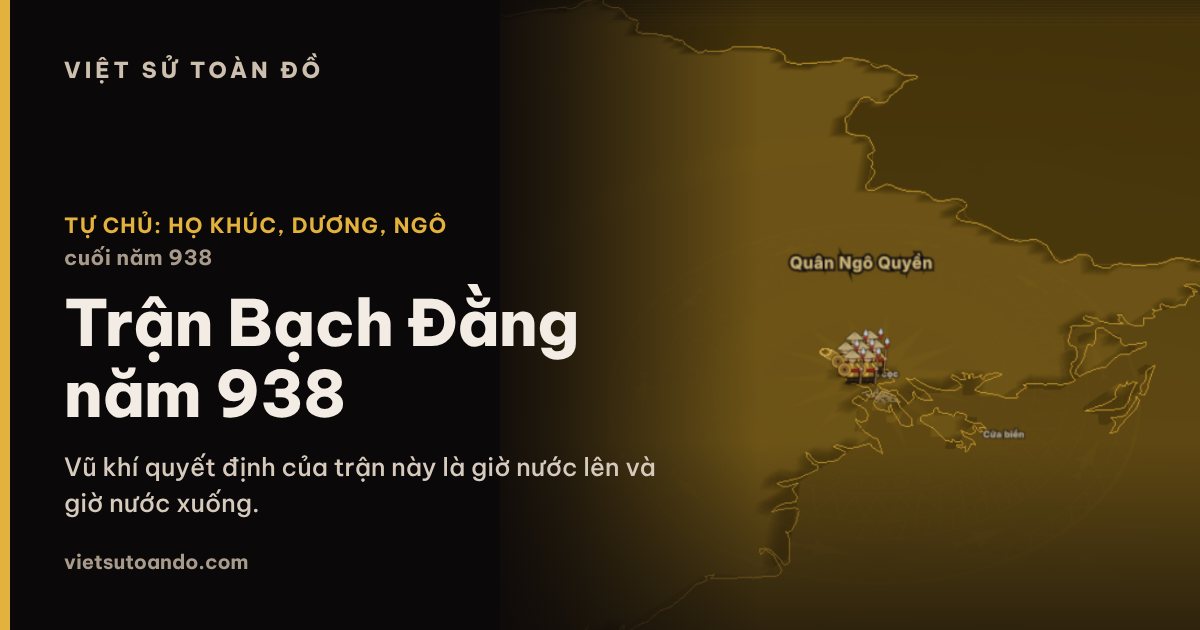 VIỆT SỬ TOÀN ĐỒ
TỰ CHỦ: HỌ KHÚC, DƯƠNG, NGÔ
cuối năm 938
Trận Bạch Đằng
năm 938
Vũ khí quyết định của trận này là giờ nước lên và
giờ nước xuống.
vietsutoando.com
Quân Ngô Quyền
cọc
Cửa biển